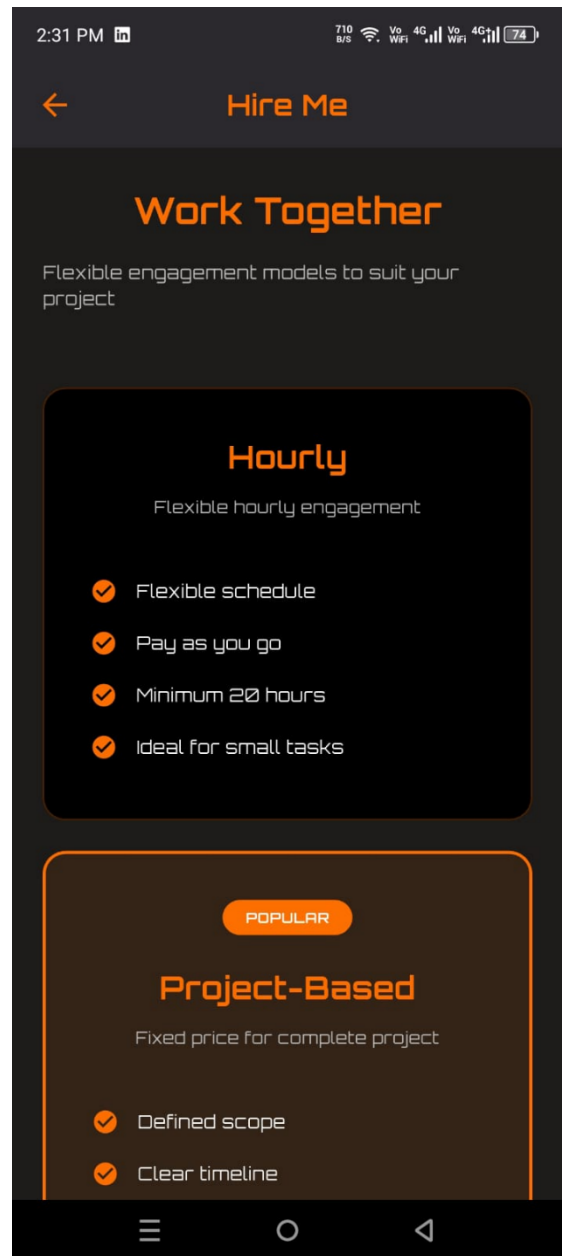 2:31 PM in 710 B/S Vo WiFi 4G Vo WiFi 4G 74
Hire Me
Work Together
Flexible engagement models to suit your
project
Hourly
Flexible hourly engagement
Flexible schedule
Pay as you go
Minimum 20 hours
Ideal for small tasks
POPULAR
Project-Based
Fixed price for complete project
Defined scope
Clear timeline